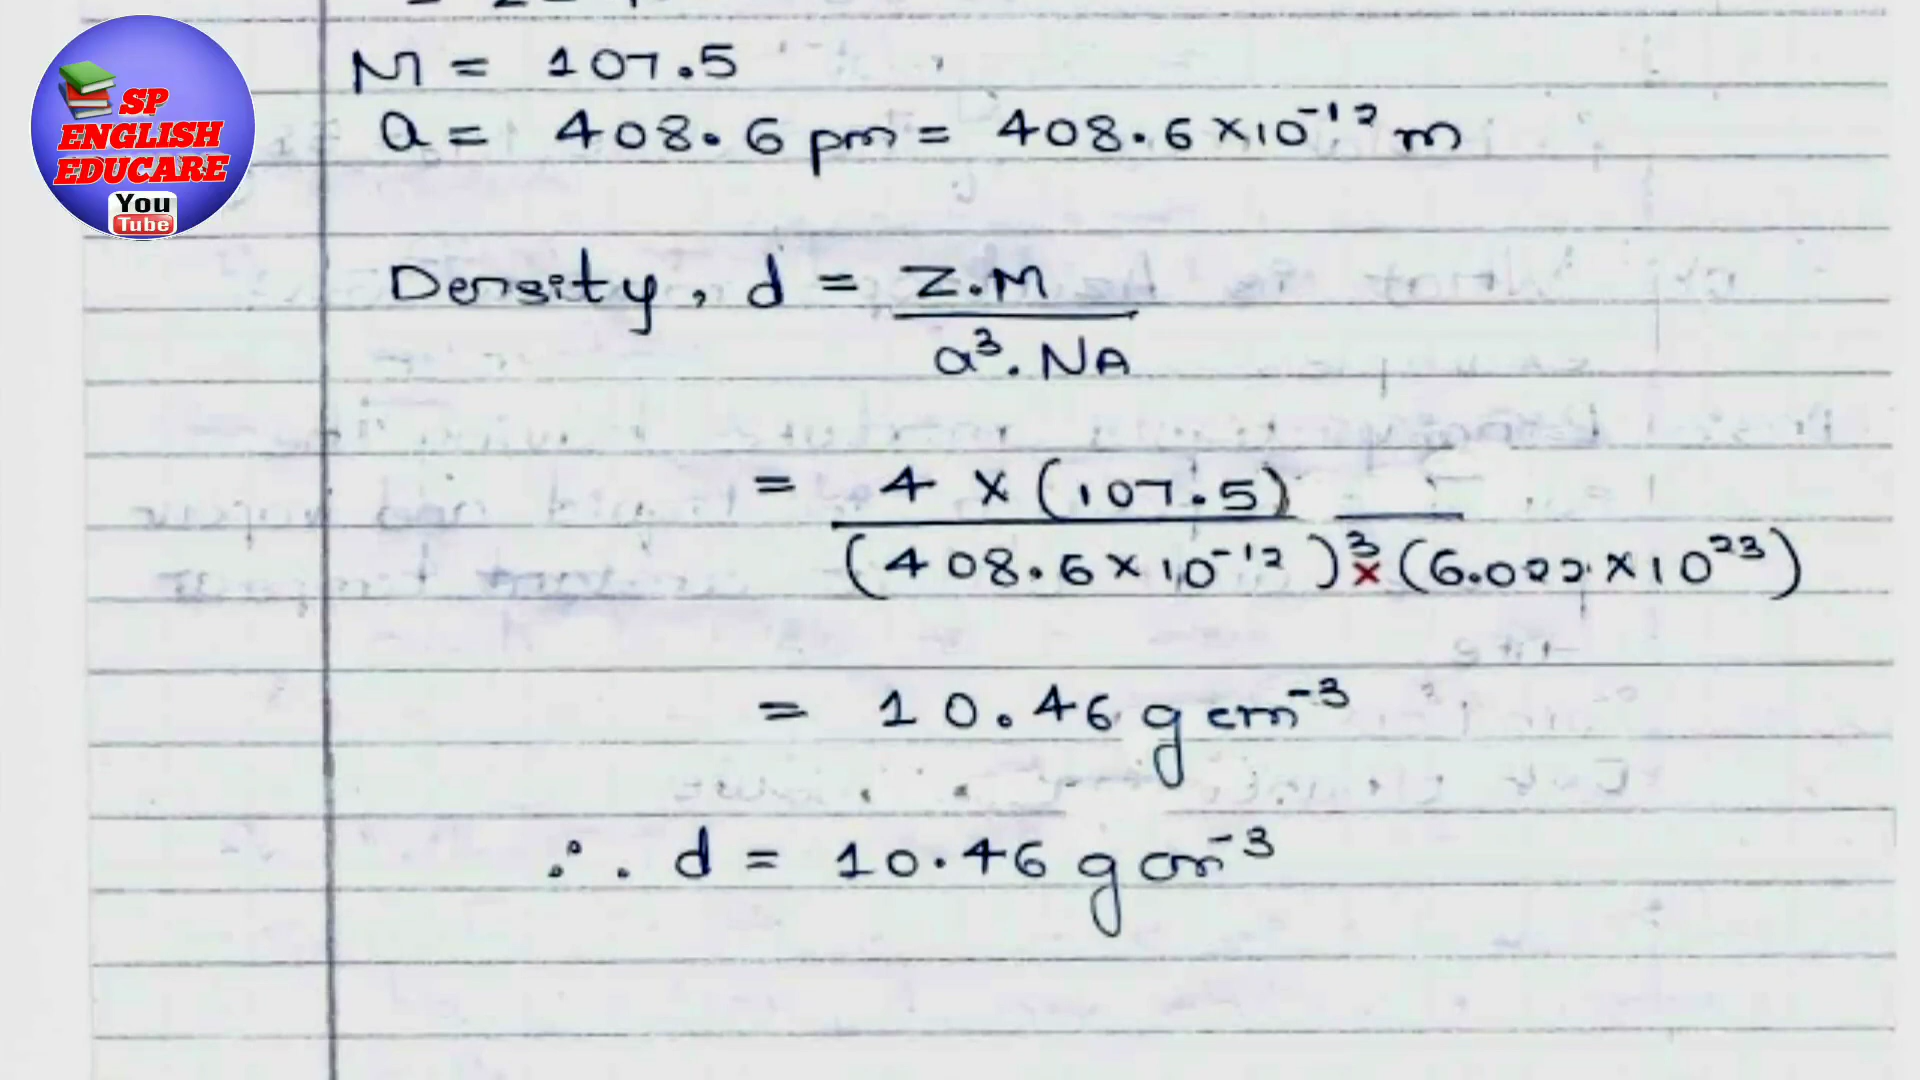 SP
ENGLISH
EDUCARE
You
Tube
M = 107.5
a = 408.6 pm = 408.6 ×10⁻¹² m
Density, d = Z.M
a³. NA
= 4 × (107.5)
(408.6 × 10⁻¹²)³ × (6.022 × 10²³)
= 10.46 g cm⁻³
∴. d = 10.46 g cm⁻³